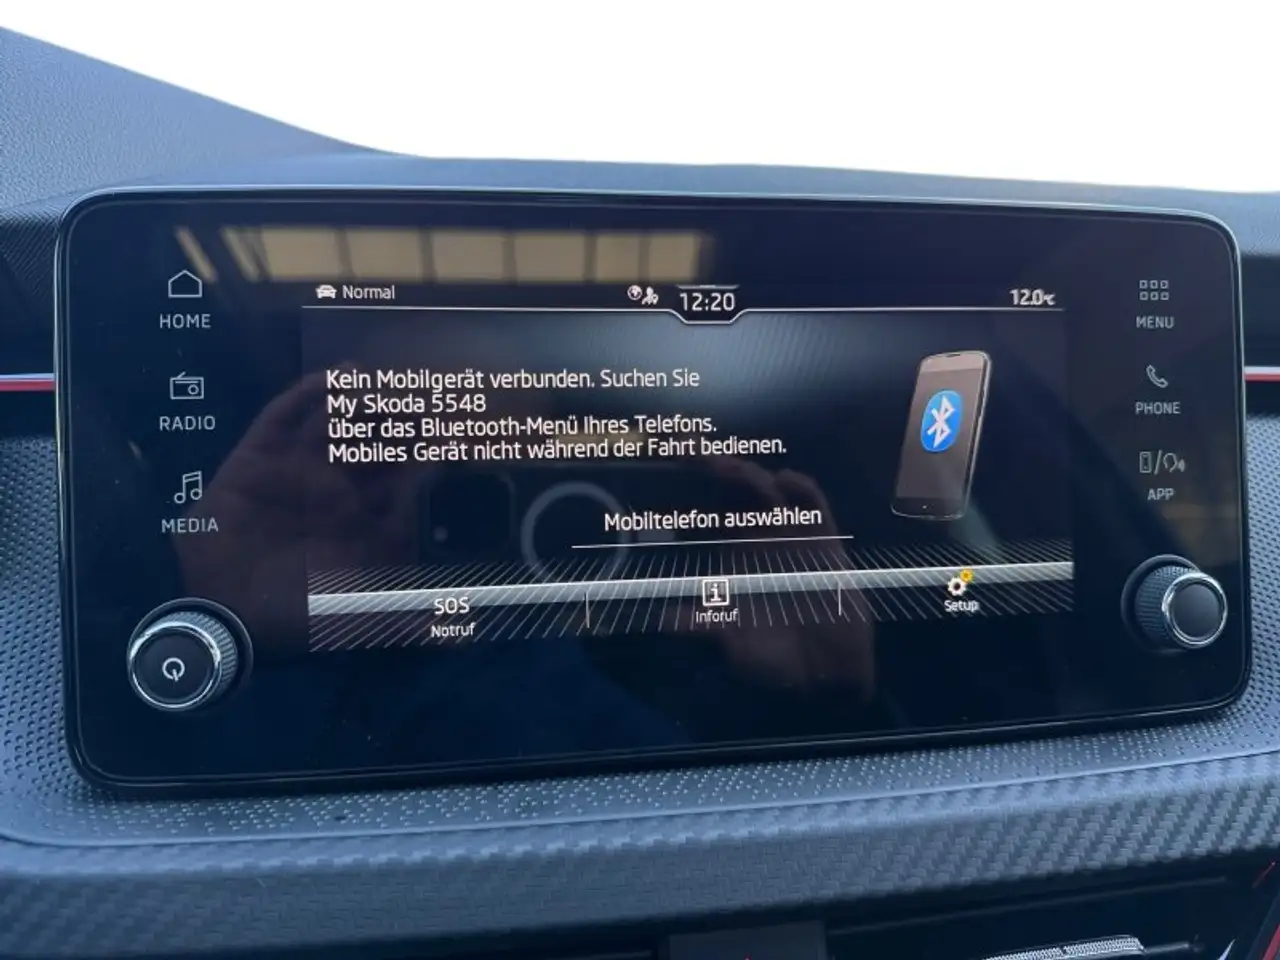 Normal
12:20
12.0°C
HOME
RADIO
MEDIA
Kein Mobilgerät verbunden. Suchen Sie
My Skoda 5548
über das Bluetooth-Menü Ihres Telefons.
Mobiles Gerät nicht während der Fahrt bedienen.
Mobiltelefon auswählen
SOS
Notruf
i
Inforuf
Setup
MENU
PHONE
APP